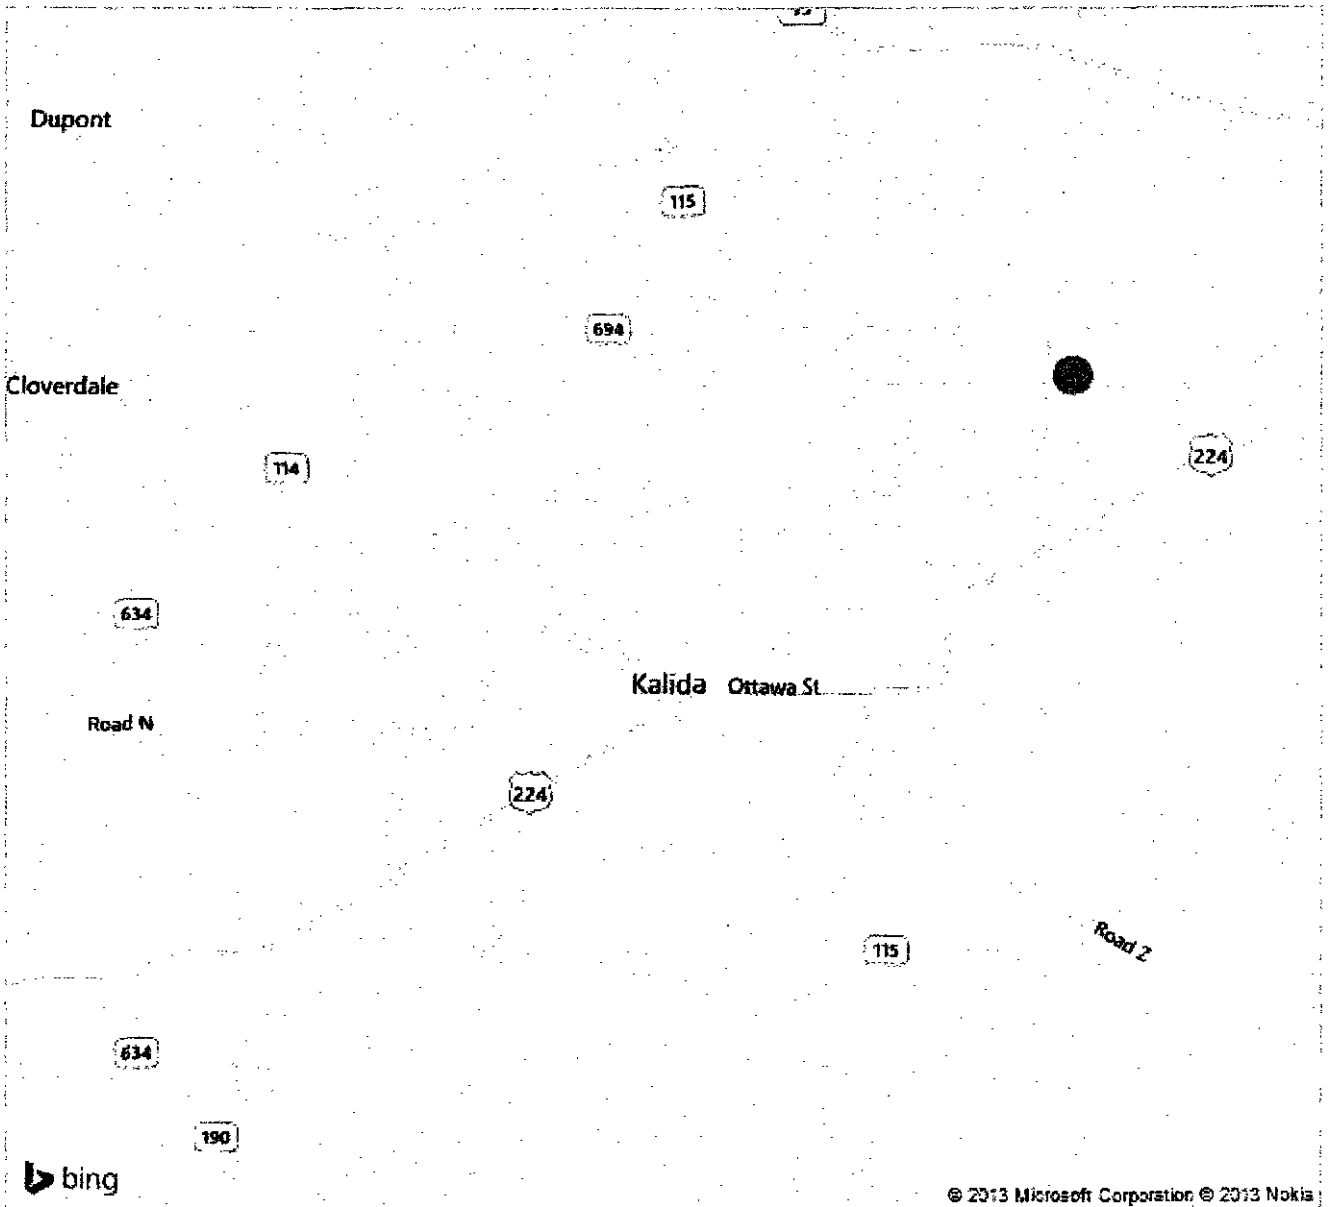 Dupont
115
694
Cloverdale
224
114
634
Kalida Ottawa St
Road N
224
115
Road Z
634
190
bing
© 2013 Microsoft Corporation © 2013 Nokia